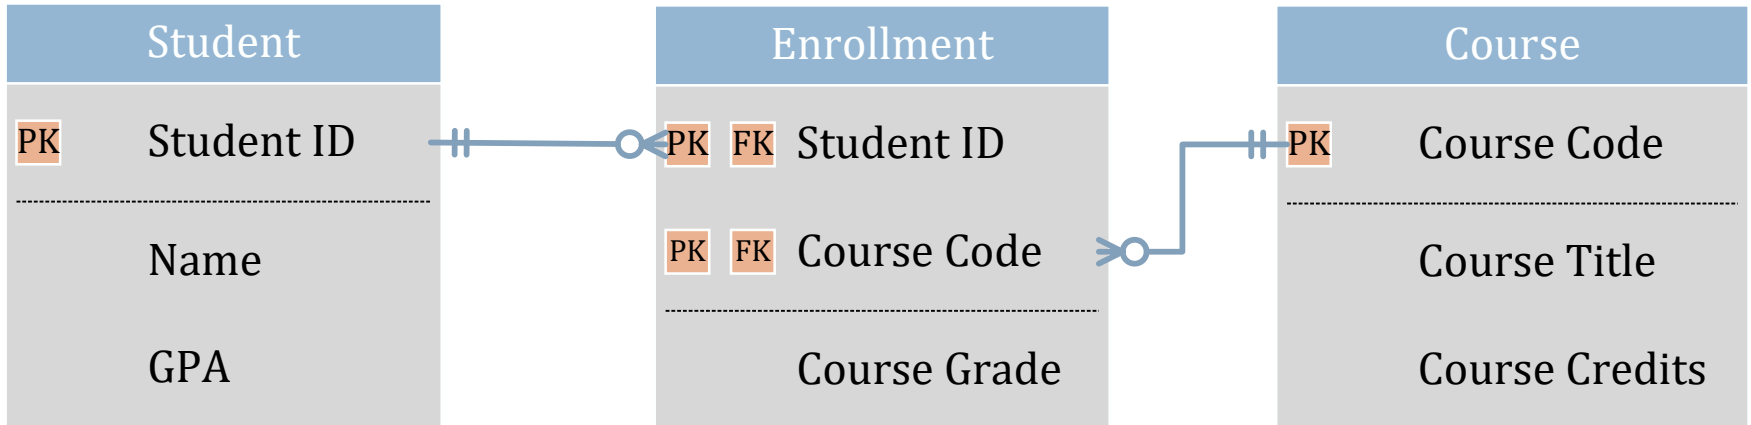 Student
PK Student ID
Name
GPA
Enrollment
PK FK Student ID
PK FK Course Code
Course Grade
Course
PK Course Code
Course Title
Course Credits